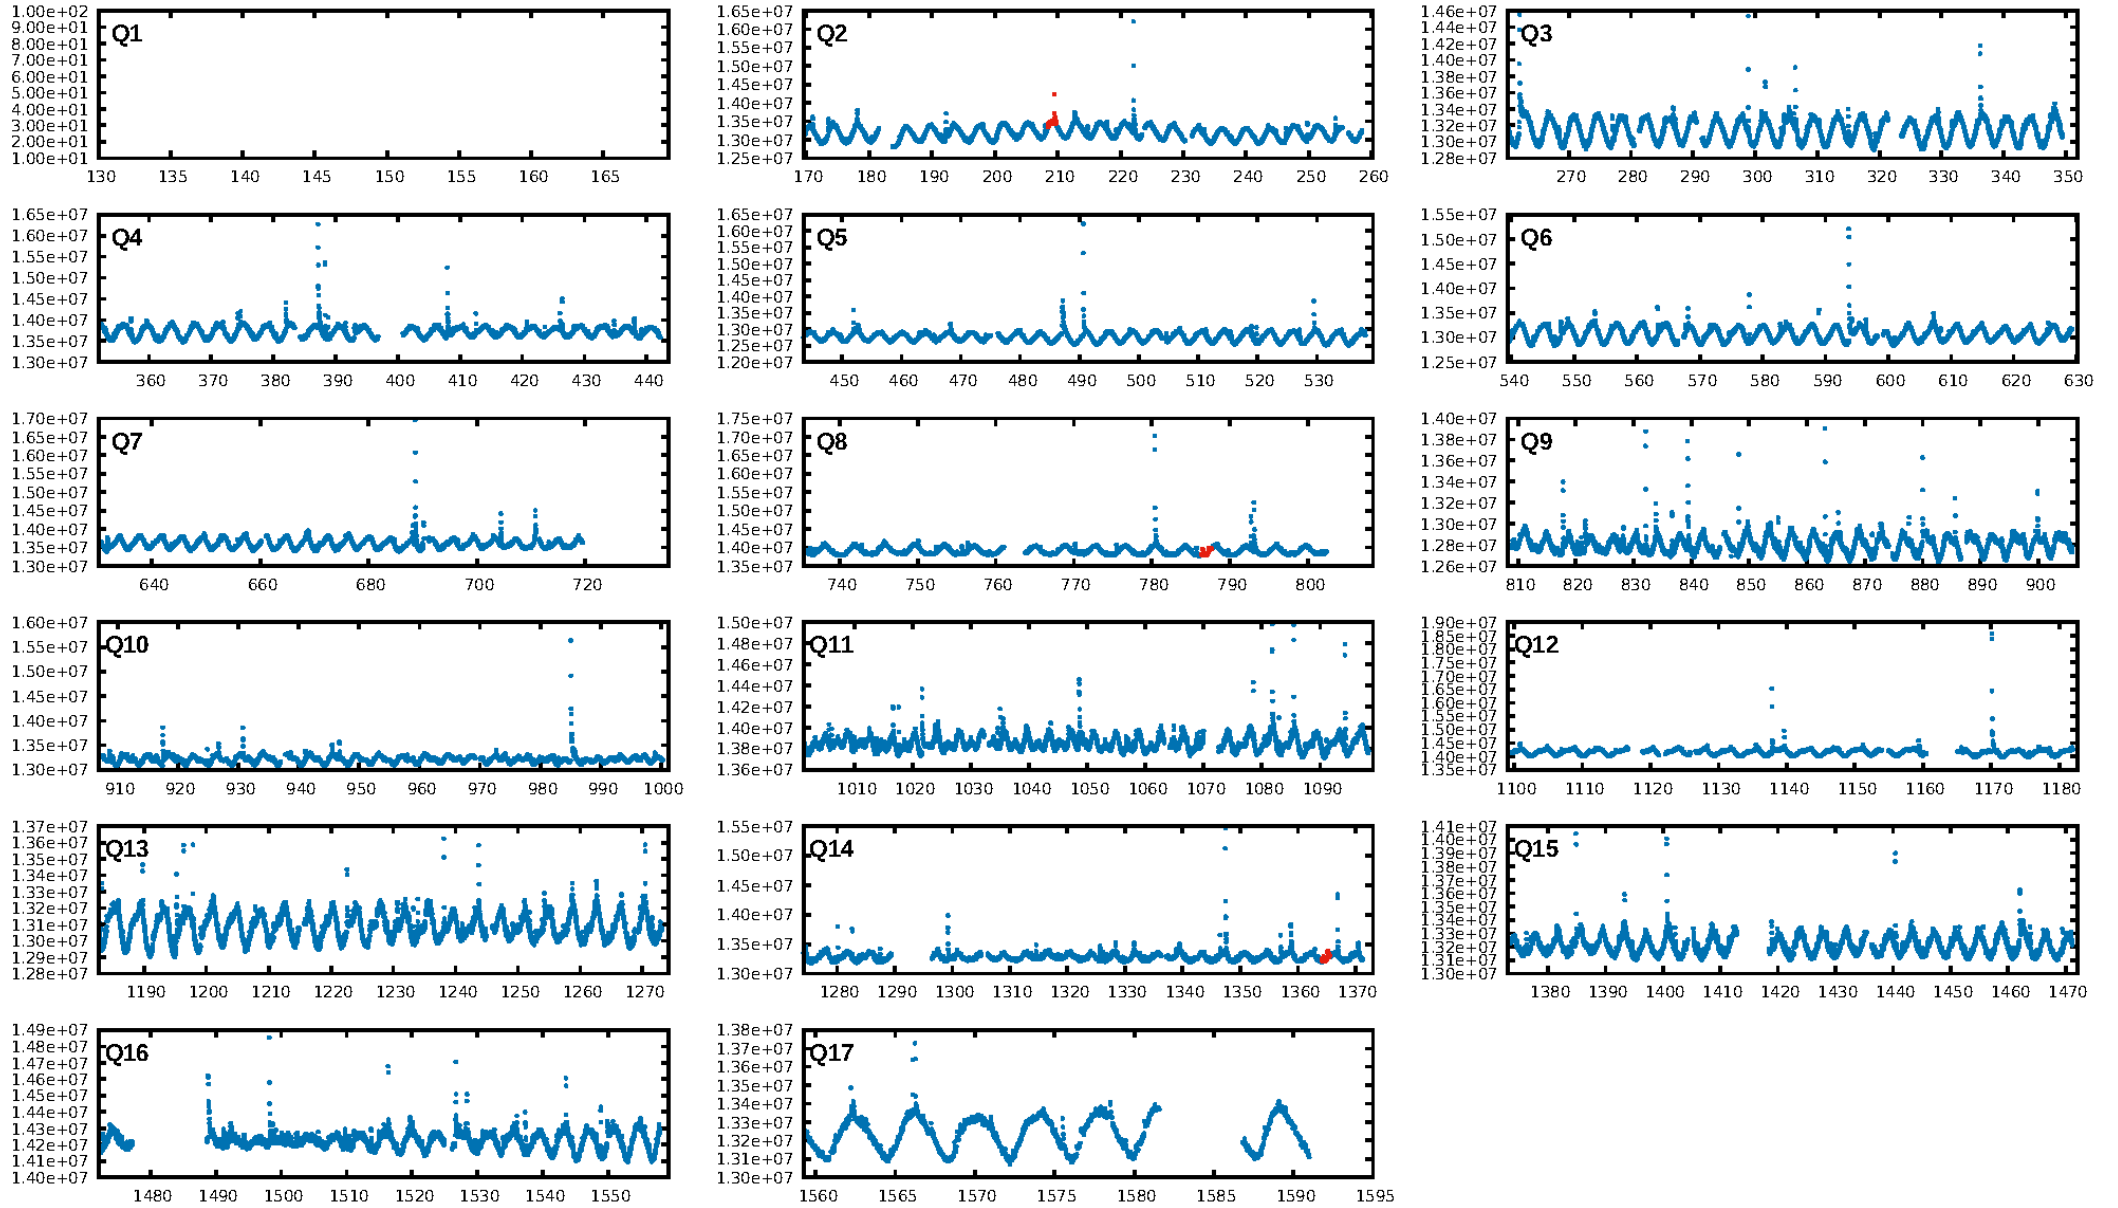 1.00e+02
9.00e+01
8.00e+01
7.00e+01
6.00e+01
5.00e+01
4.00e+01
3.00e+01
2.00e+01
1.00e+01
Q1
130 135 140 145 150 155 160 165
1.65e+07
1.60e+07
1.55e+07
1.50e+07
1.45e+07
1.40e+07
1.35e+07
1.30e+07
1.25e+07
Q2
170 180 190 200 210 220 230 240 250 260
1.46e+07
1.44e+07
1.42e+07
1.40e+07
1.38e+07
1.36e+07
1.34e+07
1.32e+07
1.30e+07
1.28e+07
Q3
270 280 290 300 310 320 330 340 350
1.65e+07
1.60e+07
1.55e+07
1.50e+07
1.45e+07
1.40e+07
1.35e+07
1.30e+07
Q4
360 370 380 390 400 410 420 430 440
1.65e+07
1.60e+07
1.55e+07
1.50e+07
1.45e+07
1.40e+07
1.35e+07
1.30e+07
1.25e+07
1.20e+07
Q5
450 460 470 480 490 500 510 520 530
1.55e+07
1.50e+07
1.45e+07
1.40e+07
1.35e+07
1.30e+07
1.25e+07
Q6
540 550 560 570 580 590 600 610 620 630
1.70e+07
1.65e+07
1.60e+07
1.55e+07
1.50e+07
1.45e+07
1.40e+07
1.35e+07
1.30e+07
Q7
640 660 680 700 720
1.75e+07
1.70e+07
1.65e+07
1.60e+07
1.55e+07
1.50e+07
1.45e+07
1.40e+07
1.35e+07
Q8
740 750 760 770 780 790 800
1.40e+07
1.38e+07
1.36e+07
1.34e+07
1.32e+07
1.30e+07
1.28e+07
1.26e+07
Q9
810 820 830 840 850 860 870 880 890 900
1.60e+07
1.55e+07
1.50e+07
1.45e+07
1.40e+07
1.35e+07
1.30e+07
Q10
910 920 930 940 950 960 970 980 990 1000
1.50e+07
1.48e+07
1.46e+07
1.44e+07
1.42e+07
1.40e+07
1.38e+07
1.36e+07
Q11
1010 1020 1030 1040 1050 1060 1070 1080 1090
1.90e+07
1.85e+07
1.80e+07
1.75e+07
1.70e+07
1.65e+07
1.60e+07
1.55e+07
1.50e+07
1.45e+07
1.40e+07
1.35e+07
Q12
1100 1110 1120 1130 1140 1150 1160 1170 1180
1.37e+07
1.36e+07
1.35e+07
1.34e+07
1.33e+07
1.32e+07
1.31e+07
1.30e+07
1.29e+07
1.28e+07
Q13
1190 1200 1210 1220 1230 1240 1250 1260 1270
1.55e+07
1.50e+07
1.45e+07
1.40e+07
1.35e+07
1.30e+07
Q14
1280 1290 1300 1310 1320 1330 1340 1350 1360 1370
1.41e+07
1.40e+07
1.39e+07
1.38e+07
1.37e+07
1.36e+07
1.35e+07
1.34e+07
1.33e+07
1.32e+07
1.31e+07
1.30e+07
Q15
1380 1390 1400 1410 1420 1430 1440 1450 1460 1470
1.49e+07
1.48e+07
1.47e+07
1.46e+07
1.45e+07
1.44e+07
1.43e+07
1.42e+07
1.41e+07
1.40e+07
Q16
1480 1490 1500 1510 1520 1530 1540 1550
1.38e+07
1.37e+07
1.36e+07
1.35e+07
1.34e+07
1.33e+07
1.32e+07
1.31e+07
1.30e+07
Q17
1560 1565 1570 1575 1580 1585 1590 1595